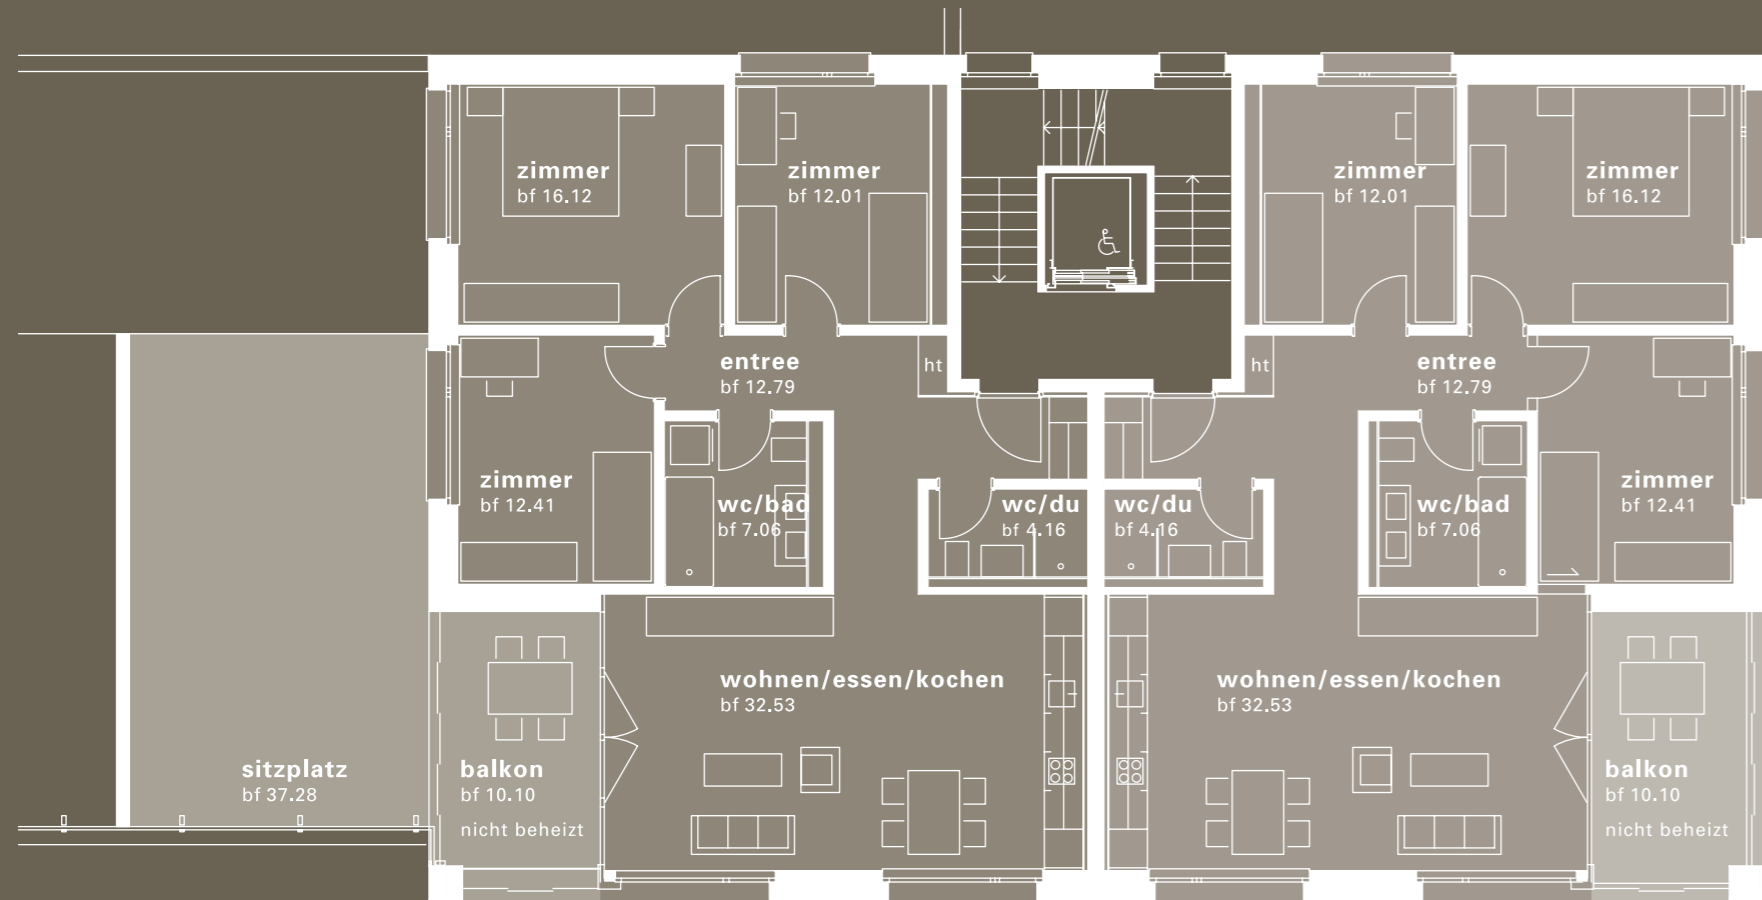 zimmer
bf 16.12
zimmer
bf 12.01
zimmer
bf 12.01
zimmer
bf 16.12
entree
bf 12.79
ht
ht
entree
bf 12.79
zimmer
bf 12.41
wc/bad
bf 7.06
wc/du
bf 4.16
wc/du
bf 4.16
wc/bad
bf 7.06
zimmer
bf 12.41
wohnen/essen/kochen
bf 32.53
wohnen/essen/kochen
bf 32.53
sitzplatz
bf 37.28
balkon
bf 10.10
nicht beheizt
balkon
bf 10.10
nicht beheizt